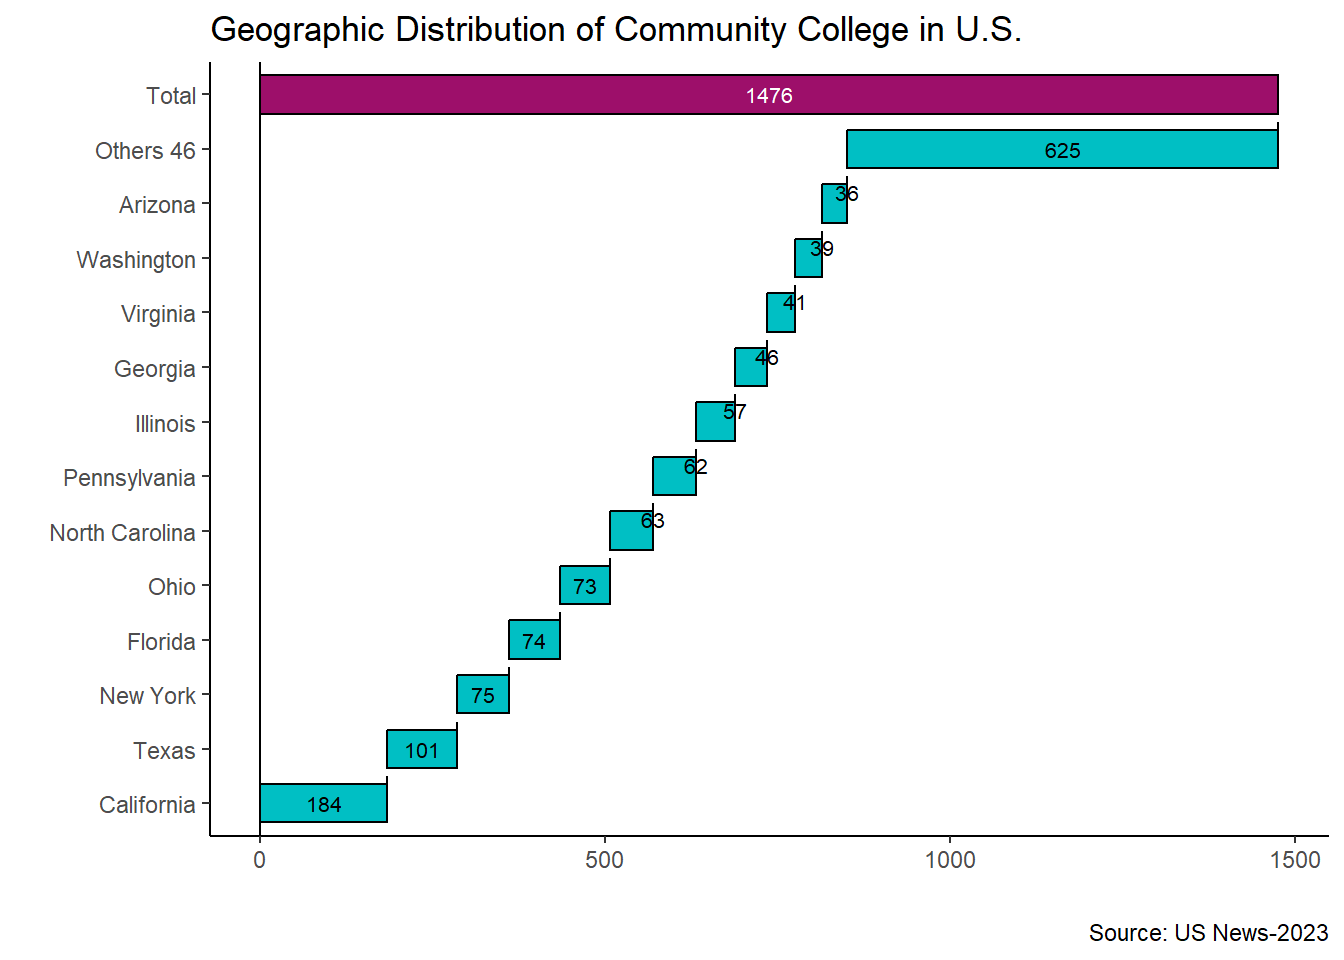 Geographic Distribution of Community College in U.S.
Total 1476
Others 46 625
Arizona 36
Washington 39
Virginia 41
Georgia 46
Illinois 57
Pennsylvania 62
North Carolina 63
Ohio 73
Florida 74
New York 75
Texas 101
California 184
0 500 1000 1500
Source: US News-2023